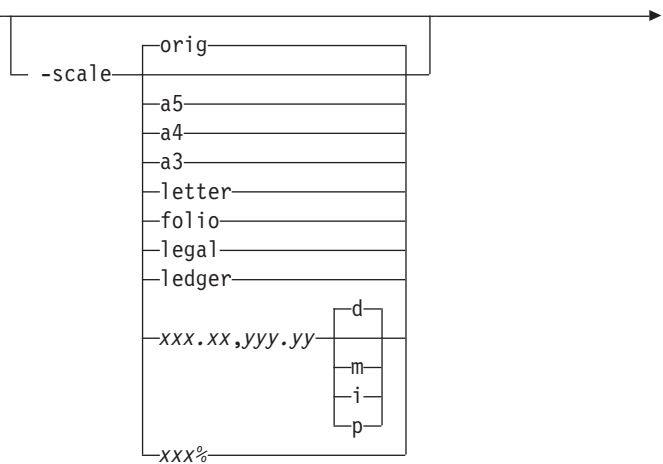 orig
-scale
a5
a4
a3
letter
folio
legal
ledger
d
xxx.xx,yyy.yy
m
i
p
xxx%